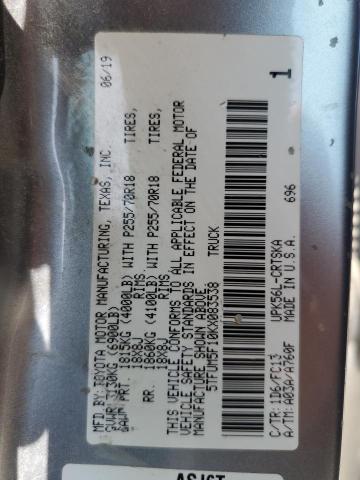 MFD. BY: TOYOTA MOTOR MANUFACTURING, TEXAS, INC. 06/19
GVWR 3130KG (6900LB)
GAWR FRT. 1815KG (4000LB) WITH P255/70R18 TIRES,
18X8J RIMS
RR. 1860KG (4100LB) WITH P255/70R18 TIRES,
18X8J RIMS
THIS VEHICLE CONFORMS TO ALL APPLICABLE FEDERAL MOTOR
VEHICLE SAFETY STANDARDS IN EFFECT ON THE DATE OF
MANUFACTURE SHOWN ABOVE.
5TFUM5F10KX083538 TRUCK
1
C/TR: 1D6/FC13 UPK56L-CRTSKA 696
A/TM: A03A/A760F MADE IN U.S.A.